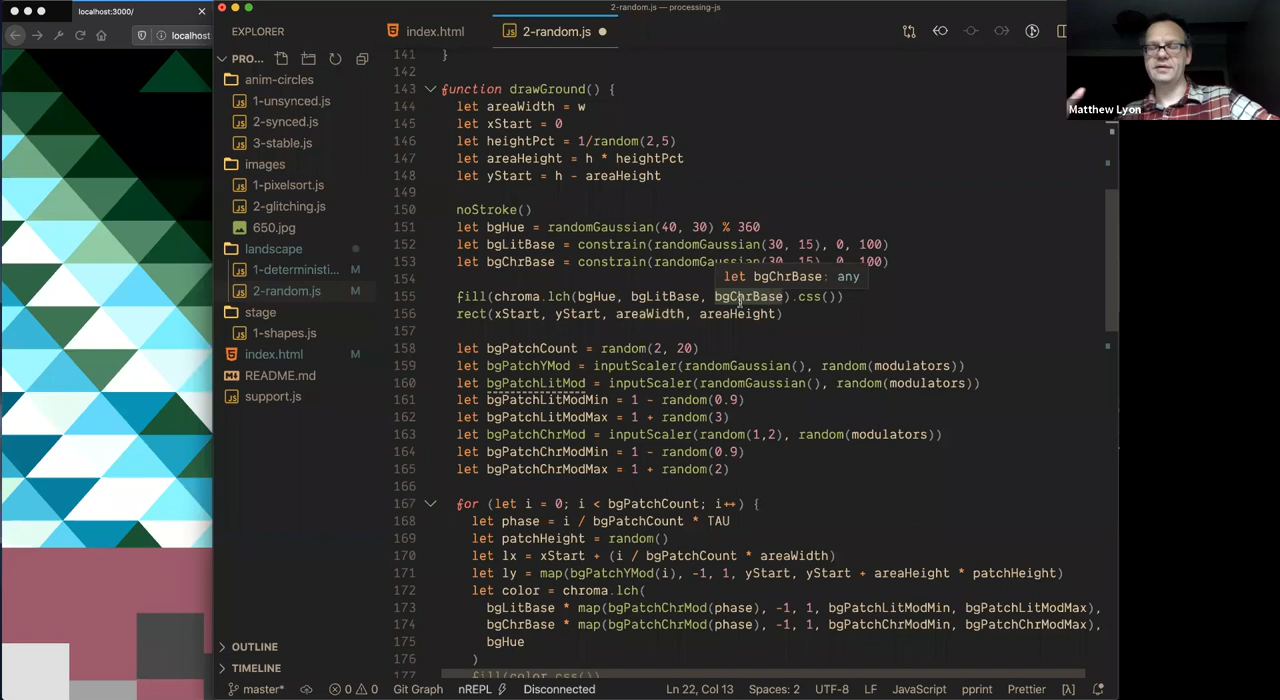 localhost:3000/
localhost
2-random.js — processing-js
EXPLORER
PRO...
anim-circles
1-unsynced.js
2-synced.js
3-stable.js
images
1-pixelsort.js
2-glitching.js
650.jpg
landscape
1-deterministi... M
2-random.js M
stage
1-shapes.js
index.html M
README.md
support.js
OUTLINE
TIMELINE
index.html
2-random.js
141 }
142
143 function drawGround() {
144 let areaWidth = w
145 let xStart = 0
146 let heightPct = 1/random(2,5)
147 let areaHeight = h * heightPct
148 let yStart = h - areaHeight
149
150 noStroke()
151 let bgHue = randomGaussian(40, 30) % 360
152 let bgLitBase = constrain(randomGaussian(30, 15), 0, 100)
153 let bgChrBase = constrain(randomGaussian(30, 15), 0, 100)
let bgChrBase: any
154
155 fill(chroma.lch(bgHue, bgLitBase, bgChrBase).css())
156 rect(xStart, yStart, areaWidth, areaHeight)
158 let bgPatchCount = random(2, 20)
159 let bgPatchYMod = inputScaler(randomGaussian(), random(modulators))
160 let bgPatchLitMod = inputScaler(randomGaussian(), random(modulators))
161 let bgPatchLitModMin = 1 - random(0.9)
162 let bgPatchLitModMax = 1 + random(3)
163 let bgPatchChrMod = inputScaler(random(1,2), random(modulators))
164 let bgPatchChrModMin = 1 - random(0.9)
165 let bgPatchChrModMax = 1 + random(2)
166
167 for (let i = 0; i < bgPatchCount; i++) {
168 let phase = i / bgPatchCount * TAU
169 let patchHeight = random()
170 let lx = xStart + (i / bgPatchCount * areaWidth)
171 let ly = map(bgPatchYMod(i), -1, 1, yStart, yStart + areaHeight * patchHeight)
172 let color = chroma.lch(
173 bgLitBase * map(bgPatchChrMod(phase), -1, 1, bgPatchLitModMin, bgPatchLitModMax),
174 bgChrBase * map(bgPatchChrMod(phase), -1, 1, bgPatchChrModMin, bgPatchChrModMax),
175 bgHue
176 )
177 fill(color.css())
Matthew Lyon
master* 0 0 Git Graph nREPL Disconnected Ln 22, Col 13 Spaces: 2 UTF-8 LF JavaScript pprint Prettier [λ]